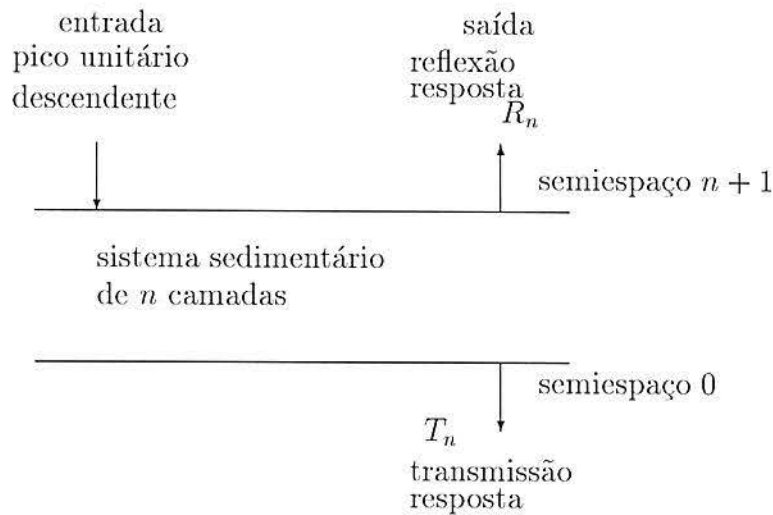 entrada
pico unitário
descendente
saída
reflexão
resposta
R_n
semiespaço n + 1
sistema sedimentário
de n camadas
semiespaço 0
T_n
transmissão
resposta